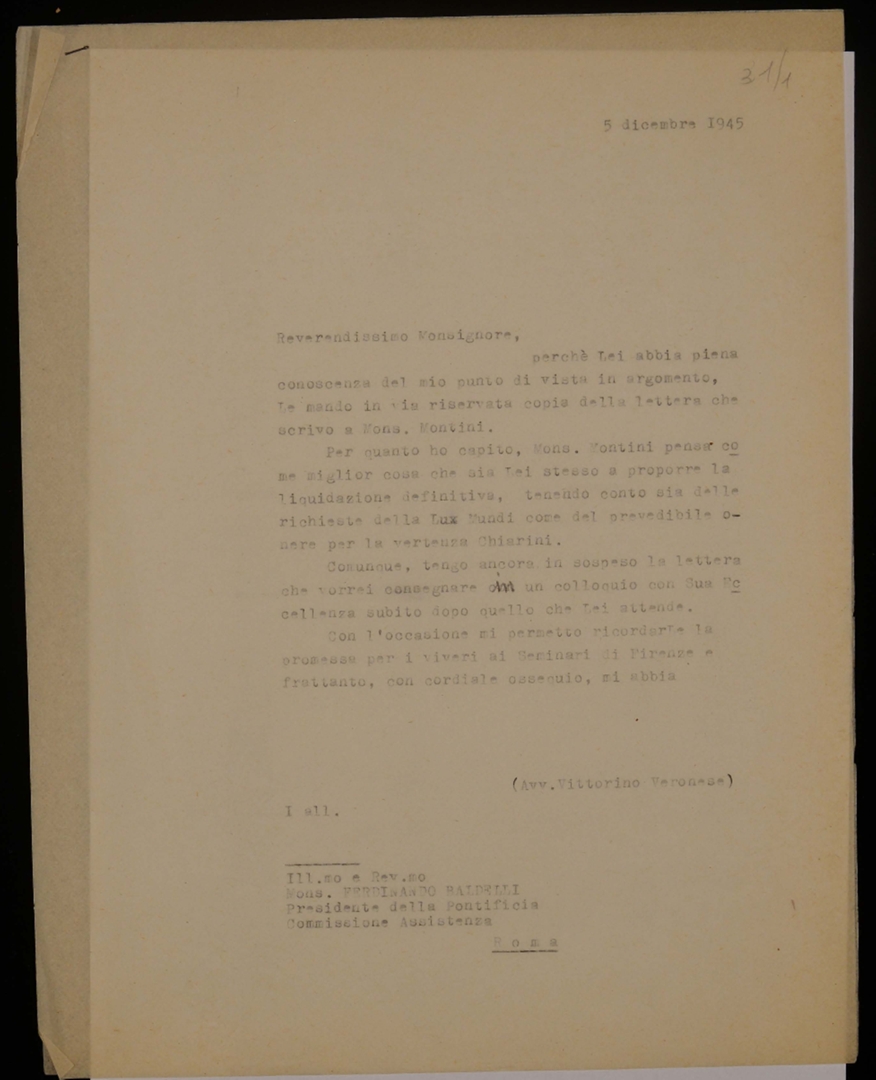 31/1
5 dicembre I945
Reverendissimo Monsignore,
perchè Lei abbia piena
conoscenza del mio punto di vista in argomento,
Le mando in via riservata copia della lettera che
scrivo a Mons. Montini.
Per quanto ho capito, Mons. Montini pensa co
me miglior cosa che sia Lei stesso a proporre la
liquidazione definitiva, tenendo conto sia delle
richieste della Lux Mundi come del prevedibile o-
nere per la vertenza Chiarini.
Comunque, tengo ancora in sospeso la lettera
che vorrei consegnare in un colloquio con Sua Ec
cellenza subito dopo quello che Lei attende.
Con l'occasione mi permetto ricordarLe la
promessa per i viveri ai Seminari di Firenze e
frattanto, con cordiale ossequio, mi abbia
(Avv.Vittorino Veronese)
I all.
Ill.mo e Rev.mo
Mons. FERDINANDO BALDELLI
Presidente della Pontificia
Commissione Assistenza
R o m a